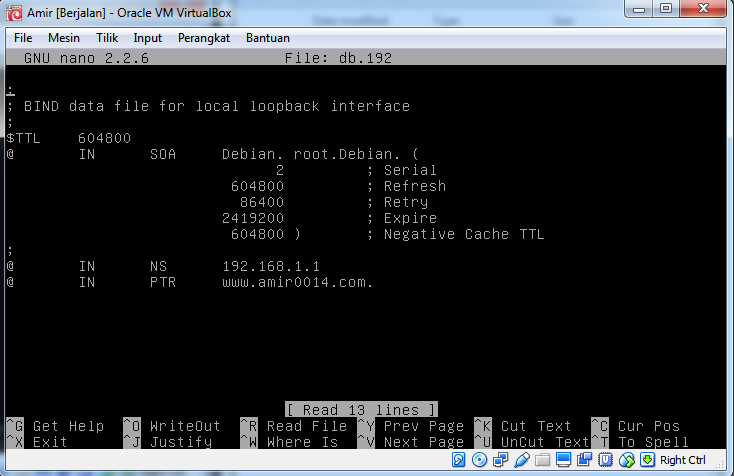 Amir [Berjalan] - Oracle VM VirtualBox
File Mesin Tilik Input Perangkat Bantuan
GNU nano 2.2.6 File: db.192
;
; BIND data file for local loopback interface
;
$TTL 604800
@ IN SOA Debian. root.Debian. (
2 ; Serial
604800 ; Refresh
86400 ; Retry
2419200 ; Expire
604800 ) ; Negative Cache TTL
;
@ IN NS 192.168.1.1
@ IN PTR www.amir0014.com.
[ Read 13 lines ]
^G Get Help ^O WriteOut ^R Read File ^Y Prev Page ^K Cut Text ^C Cur Pos
^X Exit ^J Justify ^W Where Is ^V Next Page ^U UnCut Text ^T To Spell
Right Ctrl